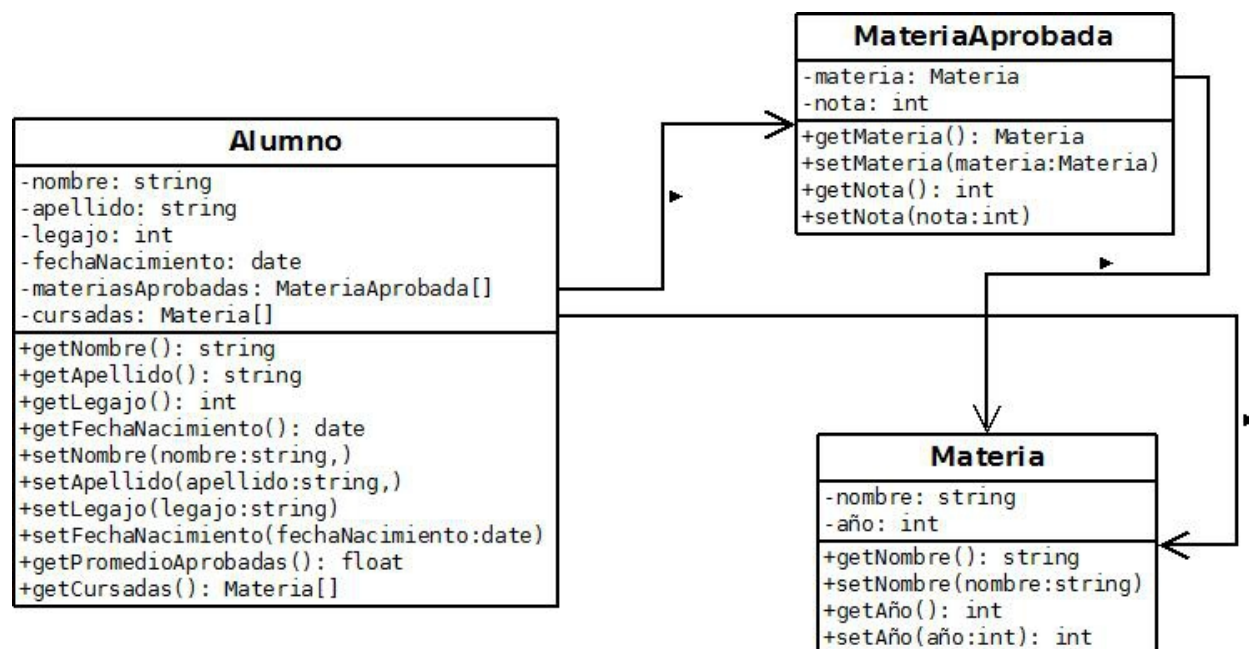 Alumno
-nombre: string
-apellido: string
-legajo: int
-fechaNacimiento: date
-materiasAprobadas: MateriaAprobada[]
-cursadas: Materia[]
+getNombre(): string
+getApellido(): string
+getLegajo(): int
+getFechaNacimiento(): date
+setNombre(nombre:string,)
+setApellido(apellido:string,)
+setLegajo(legajo:string)
+setFechaNacimiento(fechaNacimiento:date)
+getPromedioAprobadas(): float
+getCursadas(): Materia[]
MateriaAprobada
-materia: Materia
-nota: int
+getMateria(): Materia
+setMateria(materia:Materia)
+getNota(): int
+setNota(nota:int)
Materia
-nombre: string
-año: int
+getNombre(): string
+setNombre(nombre:string)
+getAño(): int
+setAño(año:int): int